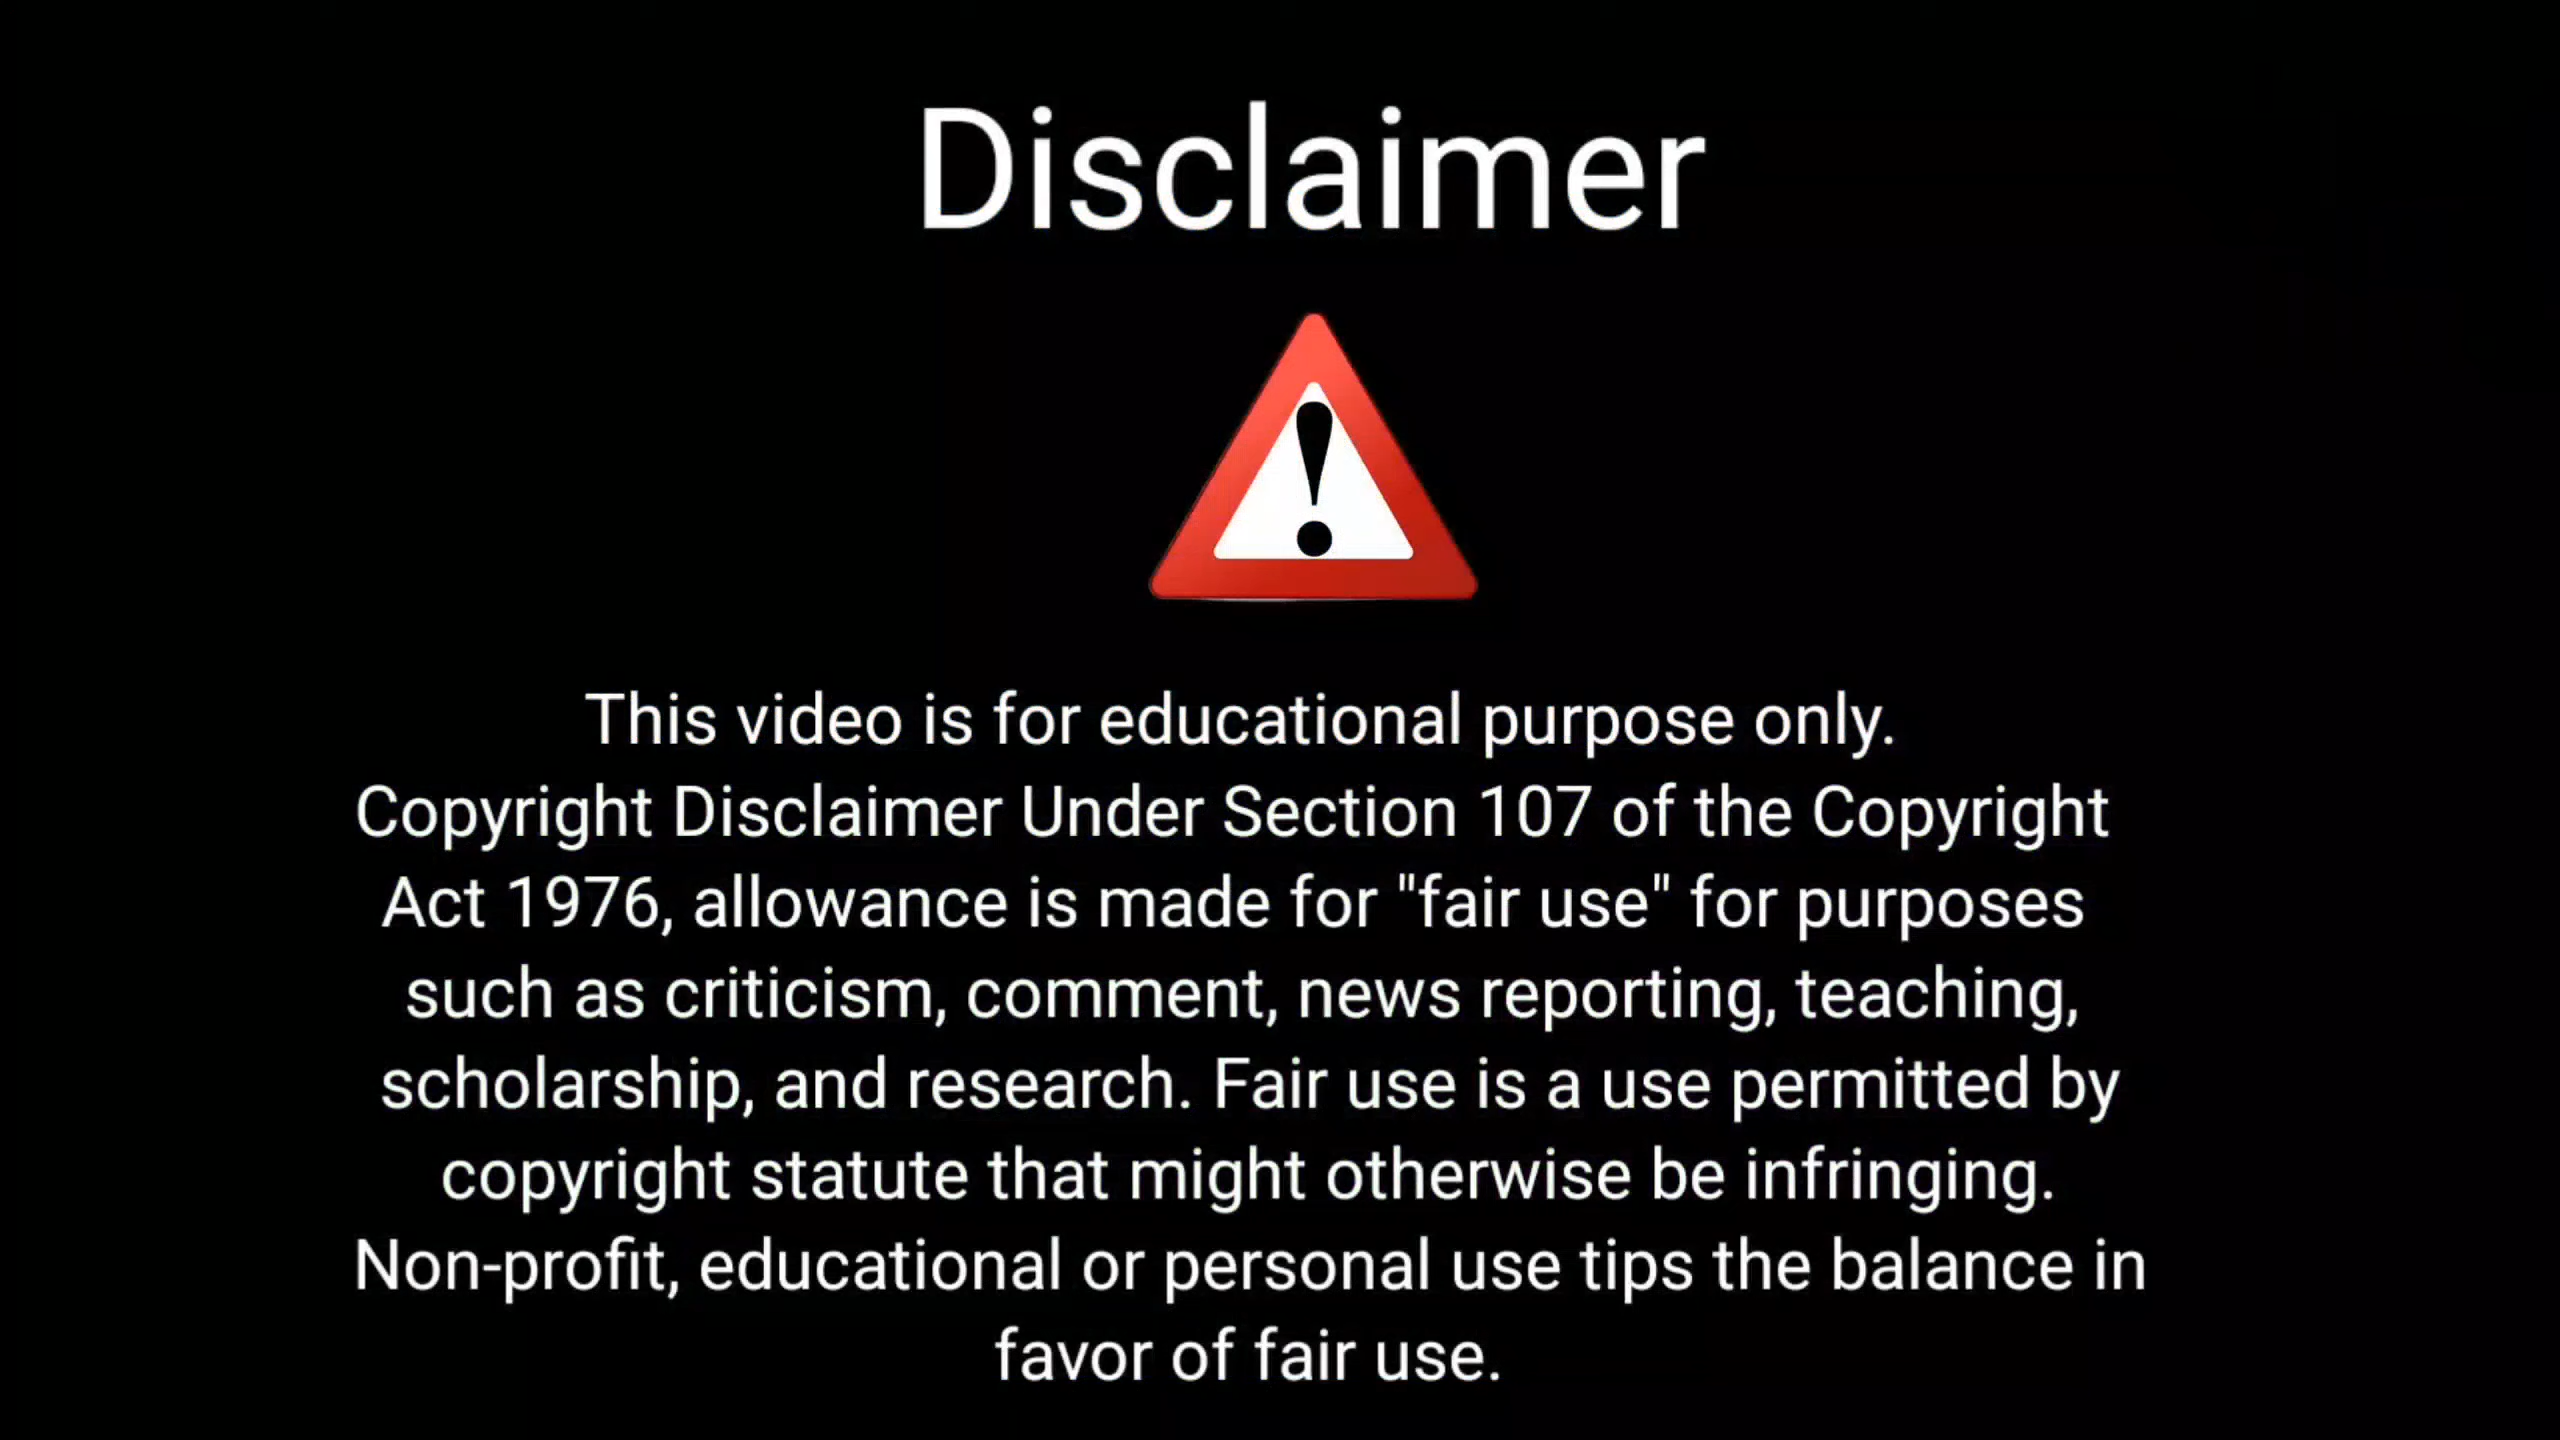 Disclaimer
!
This video is for educational purpose only.
Copyright Disclaimer Under Section 107 of the Copyright
Act 1976, allowance is made for "fair use" for purposes
such as criticism, comment, news reporting, teaching,
scholarship, and research. Fair use is a use permitted by
copyright statute that might otherwise be infringing.
Non-profit, educational or personal use tips the balance in
favor of fair use.